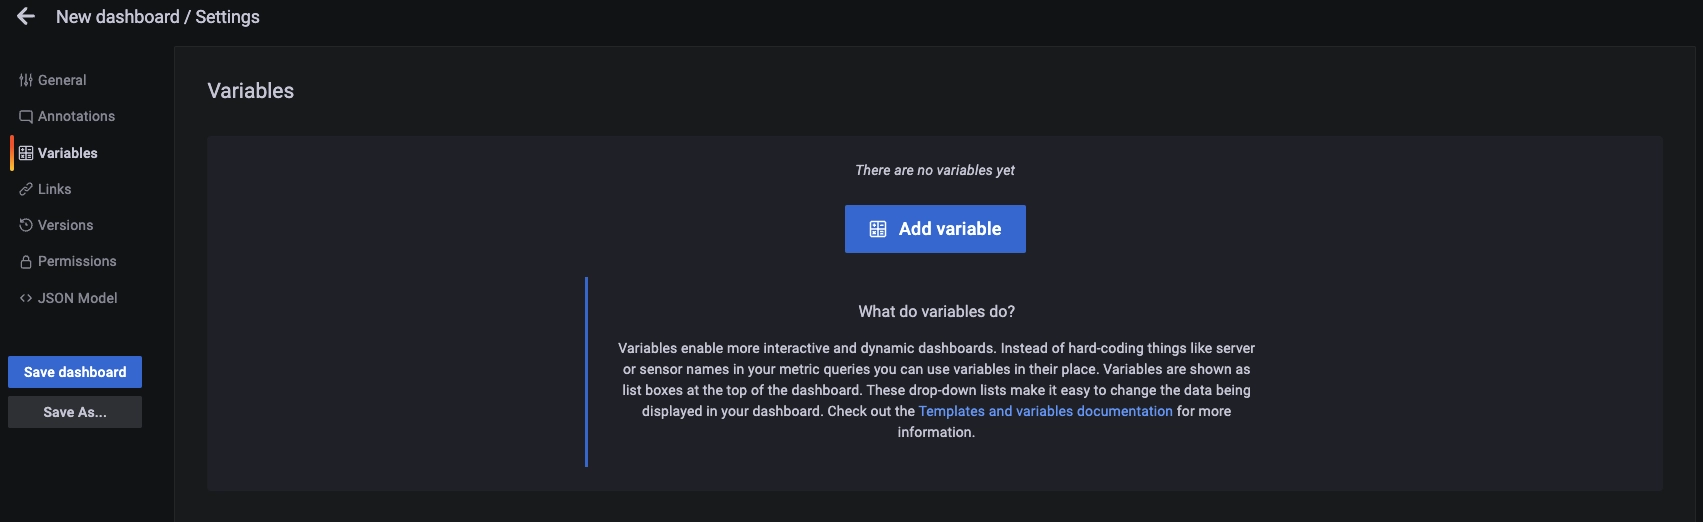 New dashboard / Settings
General
Annotations
Variables
Links
Versions
Permissions
JSON Model
Save dashboard
Save As...
Variables
There are no variables yet
Add variable
What do variables do?
Variables enable more interactive and dynamic dashboards. Instead of hard-coding things like server
or sensor names in your metric queries you can use variables in their place. Variables are shown as
list boxes at the top of the dashboard. These drop-down lists make it easy to change the data being
displayed in your dashboard. Check out the Templates and variables documentation for more
information.